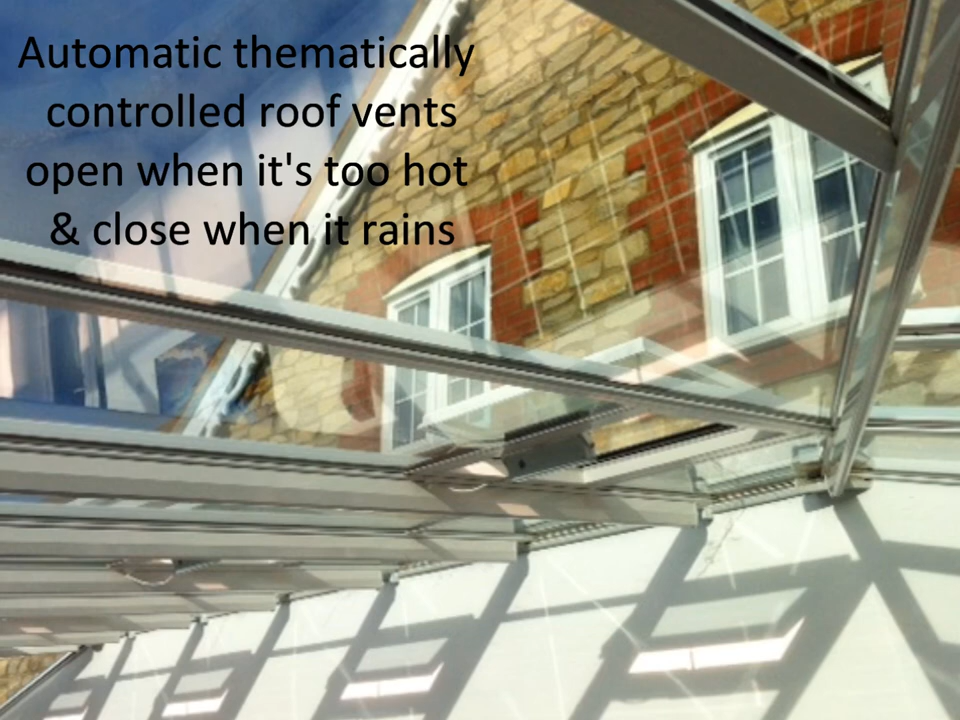 Automatic thematically
controlled roof vents
open when it's too hot
& close when it rains